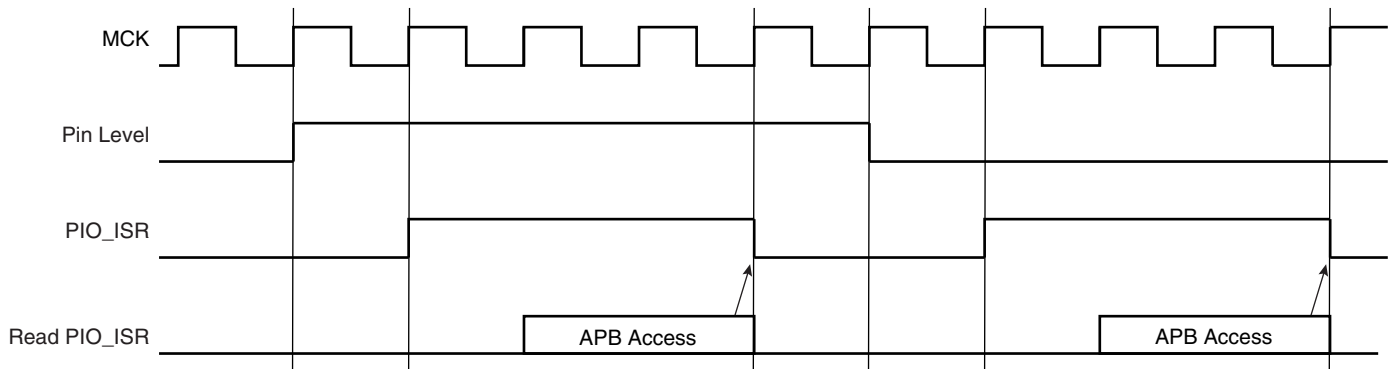 MCK
Pin Level
PIO_ISR
Read PIO_ISR
APB Access
APB Access